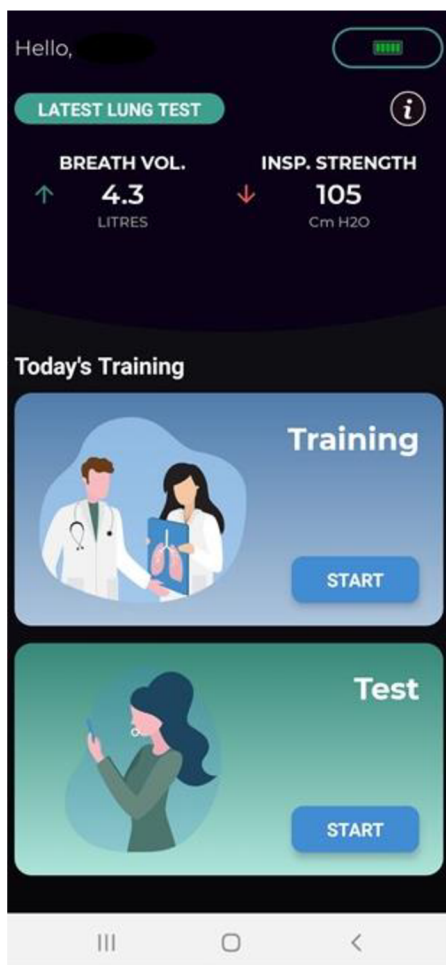 Hello,
LATEST LUNG TEST
i
BREATH VOL. INSP. STRENGTH
↑ 4.3 ↓ 105
LITRES Cm H2O
Today's Training
Training
START
Test
START